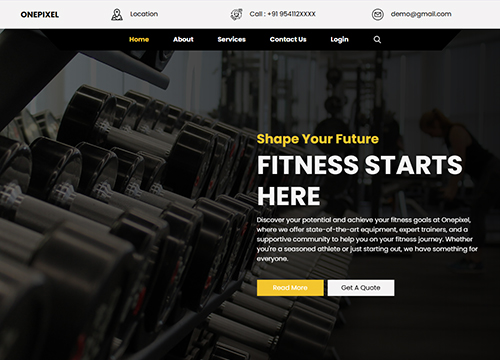 ONEPIXEL Location Call : +91 954112XXXX demo@gmail.com
Home About Services Contact Us Login
Shape Your Future
FITNESS STARTS
HERE
Discover your potential and achieve your fitness goals at Onepixel,
where we offer state-of-the-art equipment, expert trainers, and a
supportive community to help you on your fitness journey. Whether
you're a seasoned athlete or just starting out, we have something for
everyone.
Read More Get A Quote